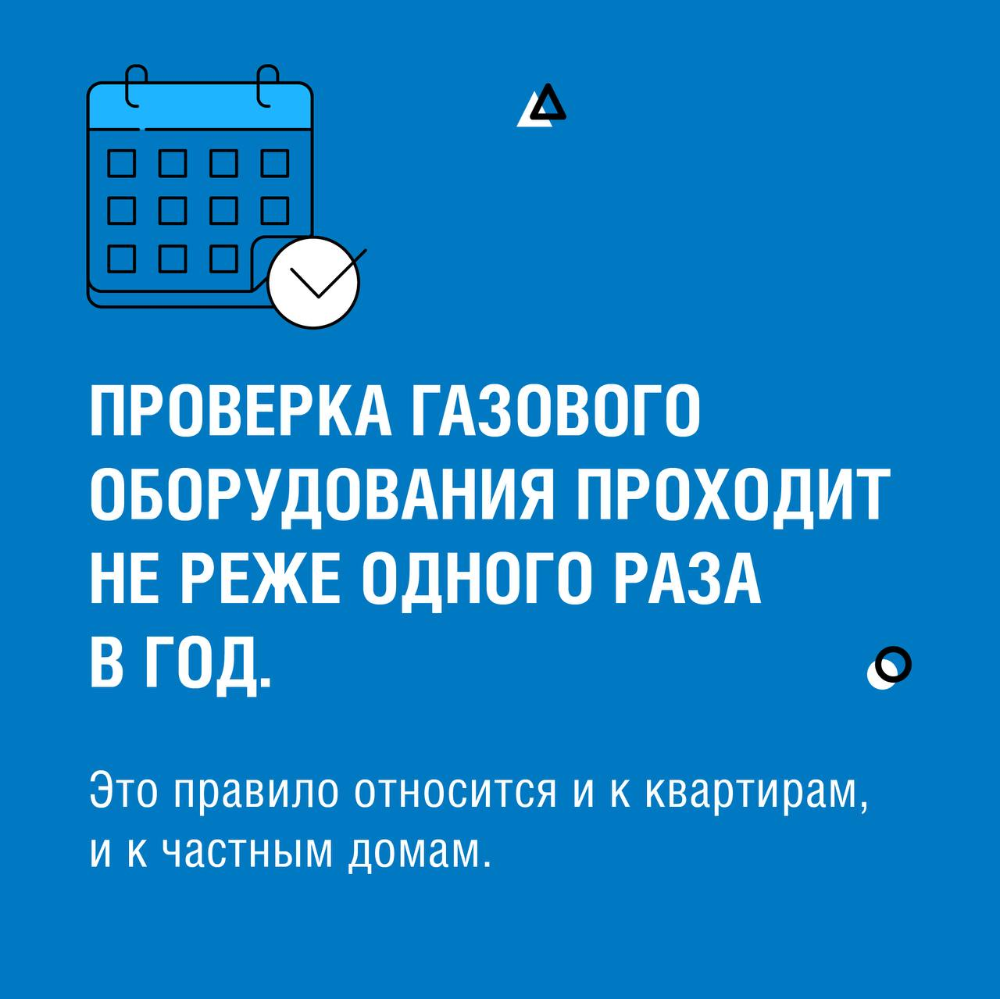 ПРОВЕРКА ГАЗОВОГО
ОБОРУДОВАНИЯ ПРОХОДИТ
НЕ РЕЖЕ ОДНОГО РАЗА
В ГОД.
Это правило относится и к квартирам,
и к частным домам.